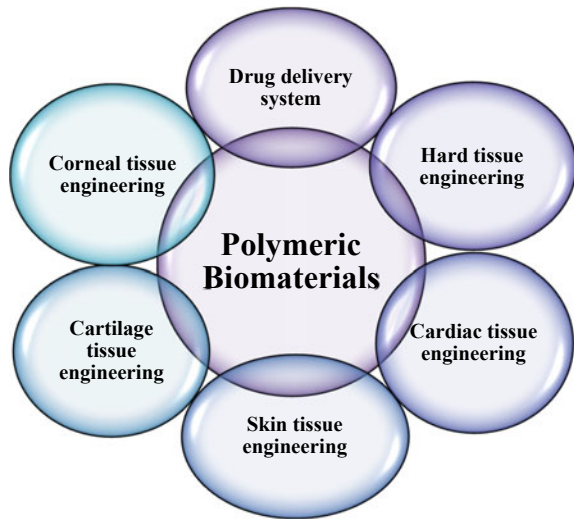 Drug delivery
system
Hard tissue
engineering
Corneal tissue
engineering
Polymeric
Biomaterials
Cardiac tissue
engineering
Cartilage
tissue
engineering
Skin tissue
engineering